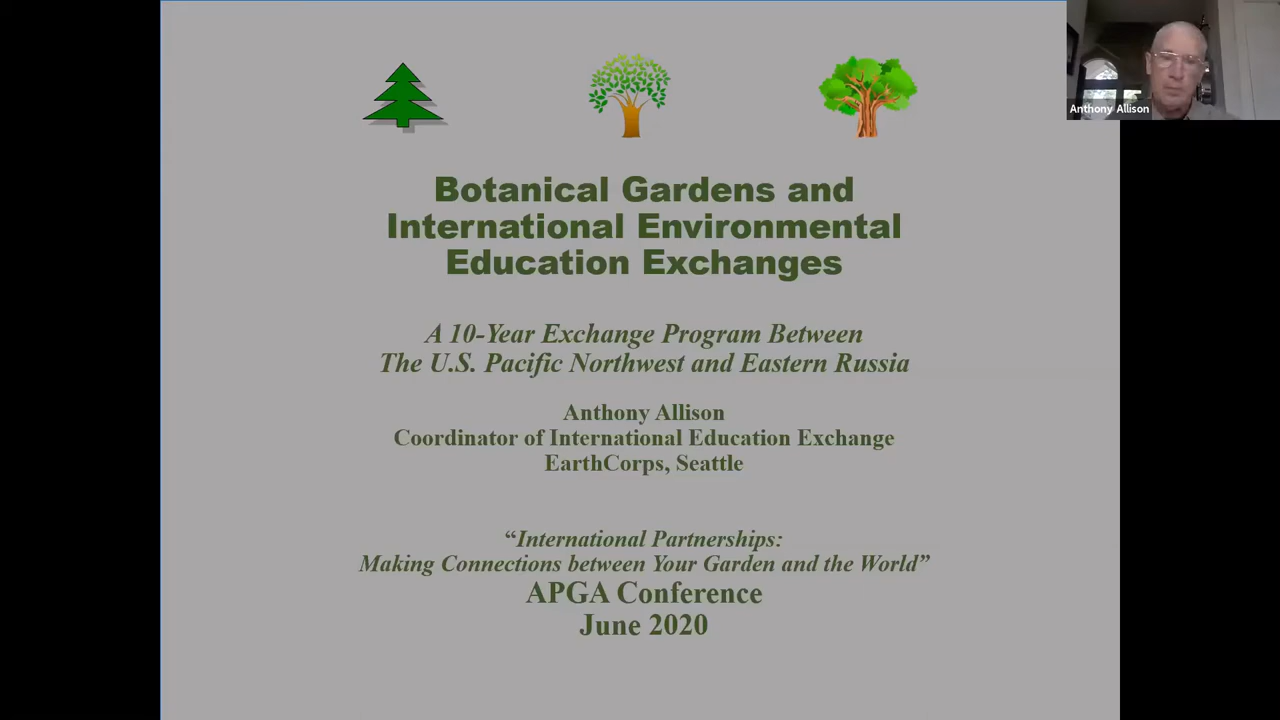 Botanical Gardens and
International Environmental
Education Exchanges
A 10-Year Exchange Program Between
The U.S. Pacific Northwest and Eastern Russia
Anthony Allison
Coordinator of International Education Exchange
EarthCorps, Seattle
“International Partnerships:
Making Connections between Your Garden and the World”
APGA Conference
June 2020
Anthony Allison